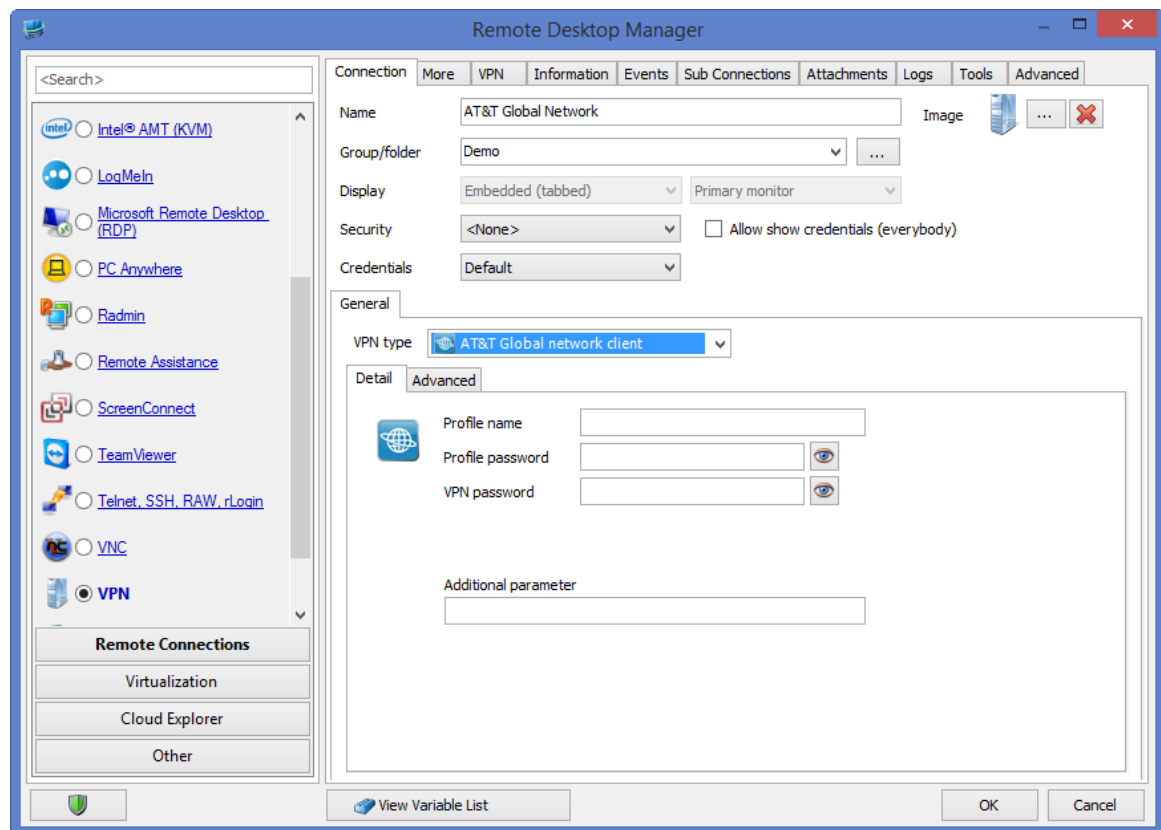 Remote Desktop Manager
<Search>
intel Intel® AMT (KVM)
LogMeIn
Microsoft Remote Desktop
(RDP)
PC Anywhere
Radmin
Remote Assistance
ScreenConnect
TeamViewer
Telnet, SSH, RAW, rLogin
VNC
VPN
Remote Connections
Virtualization
Cloud Explorer
Other
Connection More VPN Information Events Sub Connections Attachments Logs Tools Advanced
Name AT&T Global Network Image ...
Group/folder Demo ...
Display Embedded (tabbed) Primary monitor
Security <None> Allow show credentials (everybody)
Credentials Default
General
VPN type AT&T Global network client
Detail Advanced
Profile name
Profile password
VPN password
Additional parameter
View Variable List OK Cancel